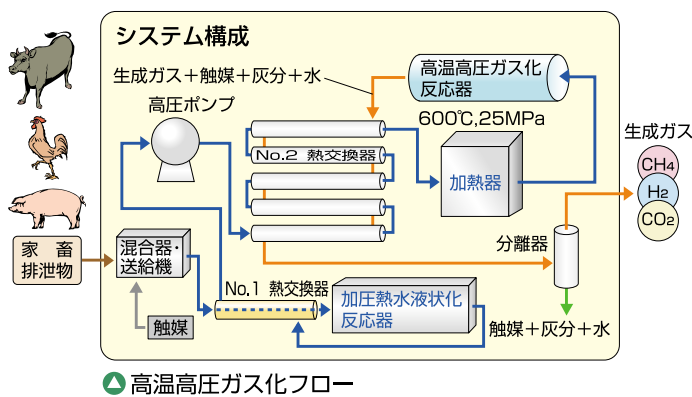 システム構成
生成ガス＋触媒＋灰分＋水
高圧ポンプ
高温高圧ガス化
反応器
600℃,25MPa
加熱器
No.2 熱交換器
生成ガス
CH4
H2
CO2
分離器
家畜
排泄物
混合器・
送給機
触媒
No.1 熱交換器
加圧熱水液状化
反応器
触媒＋灰分＋水
高温高圧ガス化フロー